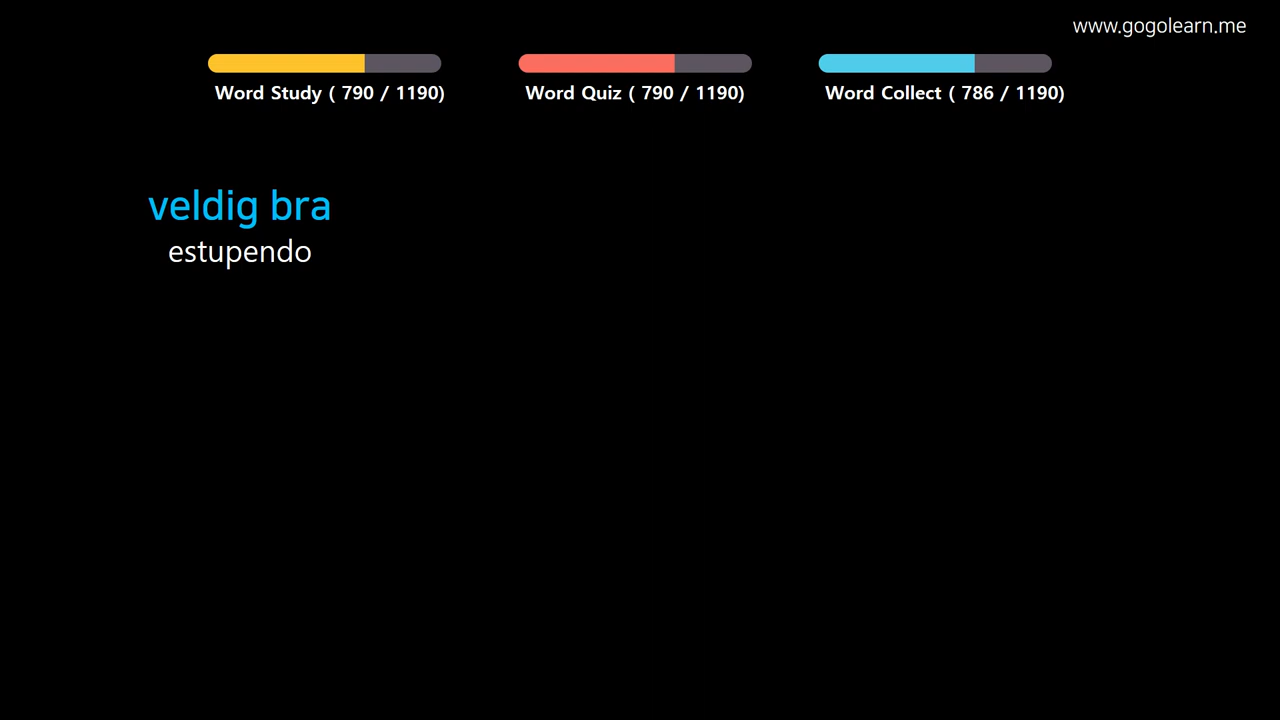 www.gogolearn.me
Word Study ( 790 / 1190)
Word Quiz ( 790 / 1190)
Word Collect ( 786 / 1190)
veldig bra
estupendo